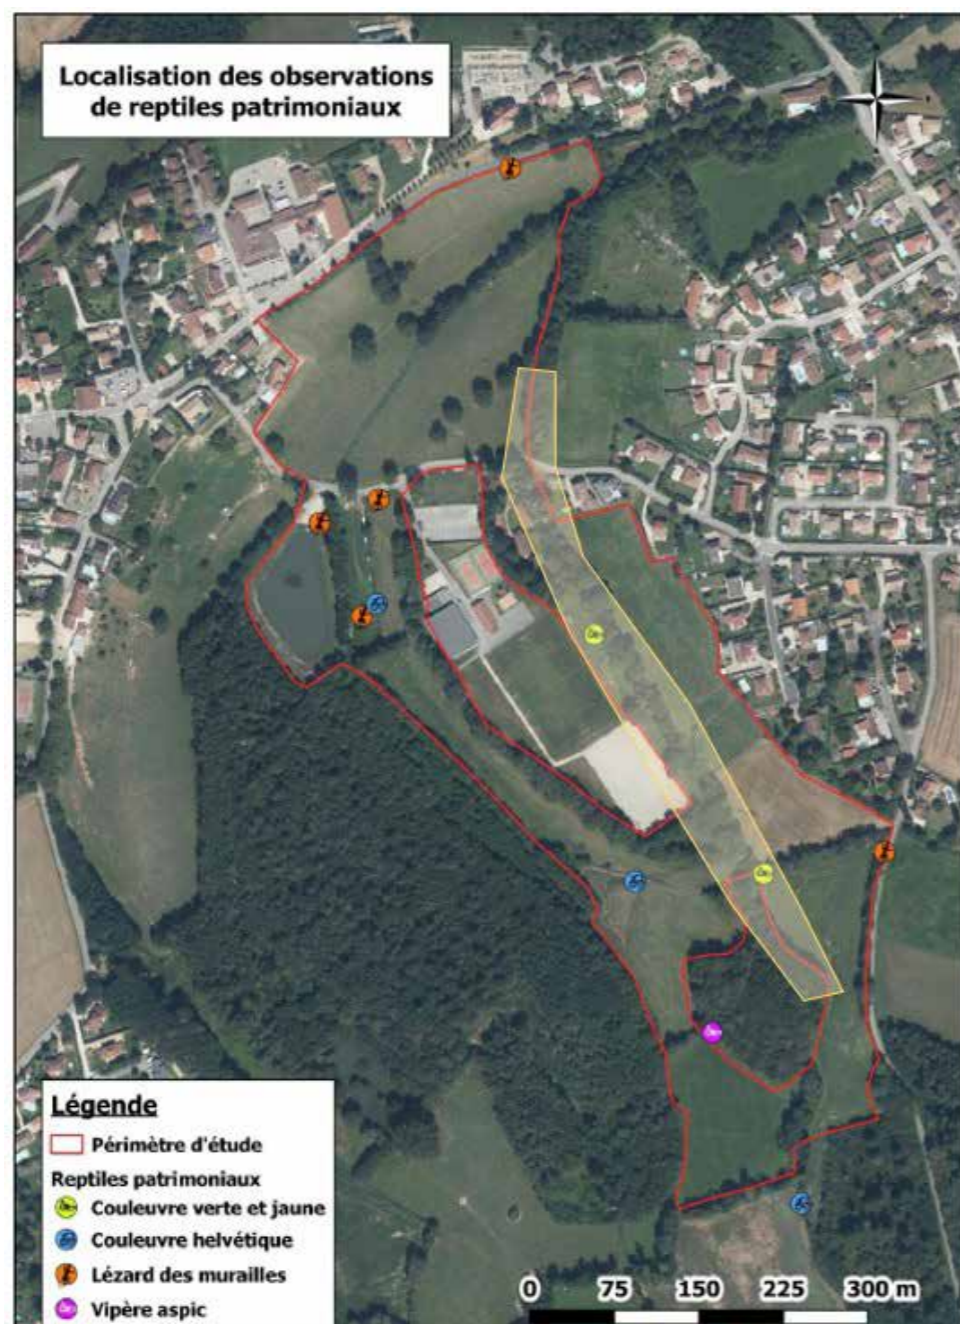 Localisation des observations
de reptiles patrimoniaux
Légende
Périmètre d'étude
Reptiles patrimoniaux
Couleuvre verte et jaune
Couleuvre helvétique
Lézard des murailles
Vipère aspic
0 75 150 225 300 m